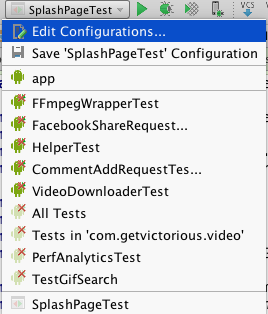 SplashPageTest
VCS
Edit Configurations...
Save 'SplashPageTest' Configuration
app
FFmpegWrapperTest
FacebookShareRequest...
HelperTest
CommentAddRequestTes...
VideoDownloaderTest
All Tests
Tests in 'com.getvictorious.video'
PerfAnalyticsTest
TestGifSearch
SplashPageTest